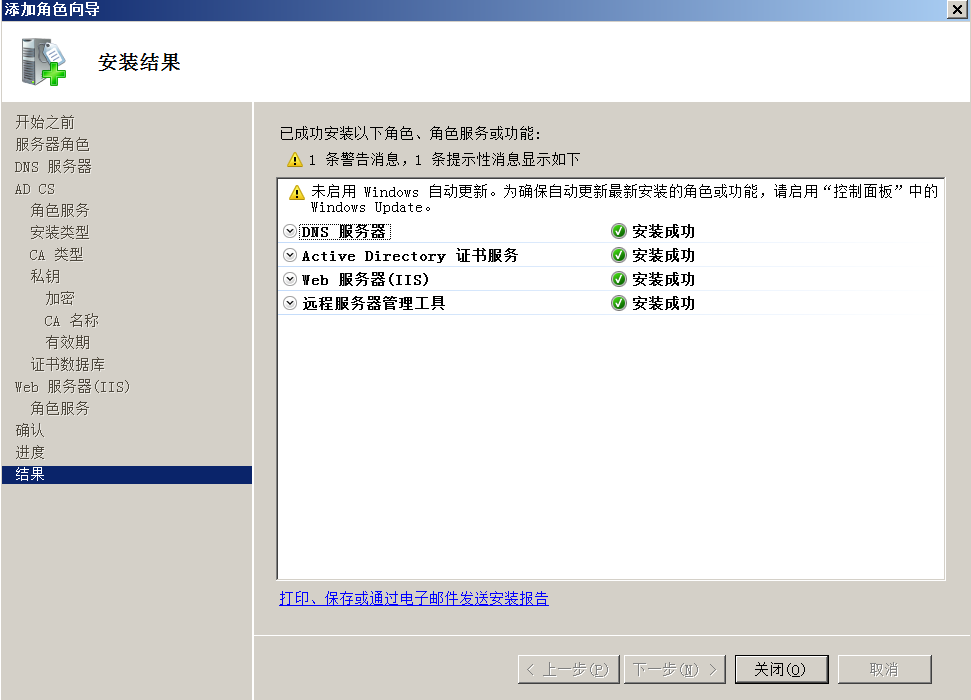 添加角色向导
安装结果
开始之前
服务器角色
DNS 服务器
AD CS
角色服务
安装类型
CA 类型
私钥
加密
CA 名称
有效期
证书数据库
Web 服务器(IIS)
角色服务
确认
进度
结果
已成功安装以下角色、角色服务或功能:
1 条警告消息，1 条提示性消息显示如下
未启用 Windows 自动更新。为确保自动更新最新安装的角色或功能，请启用“控制面板”中的
Windows Update。
DNS 服务器 安装成功
Active Directory 证书服务 安装成功
Web 服务器(IIS) 安装成功
远程服务器管理工具 安装成功
打印、保存或通过电子邮件发送安装报告
< 上一步(P) 下一步(N) > 关闭(O) 取消